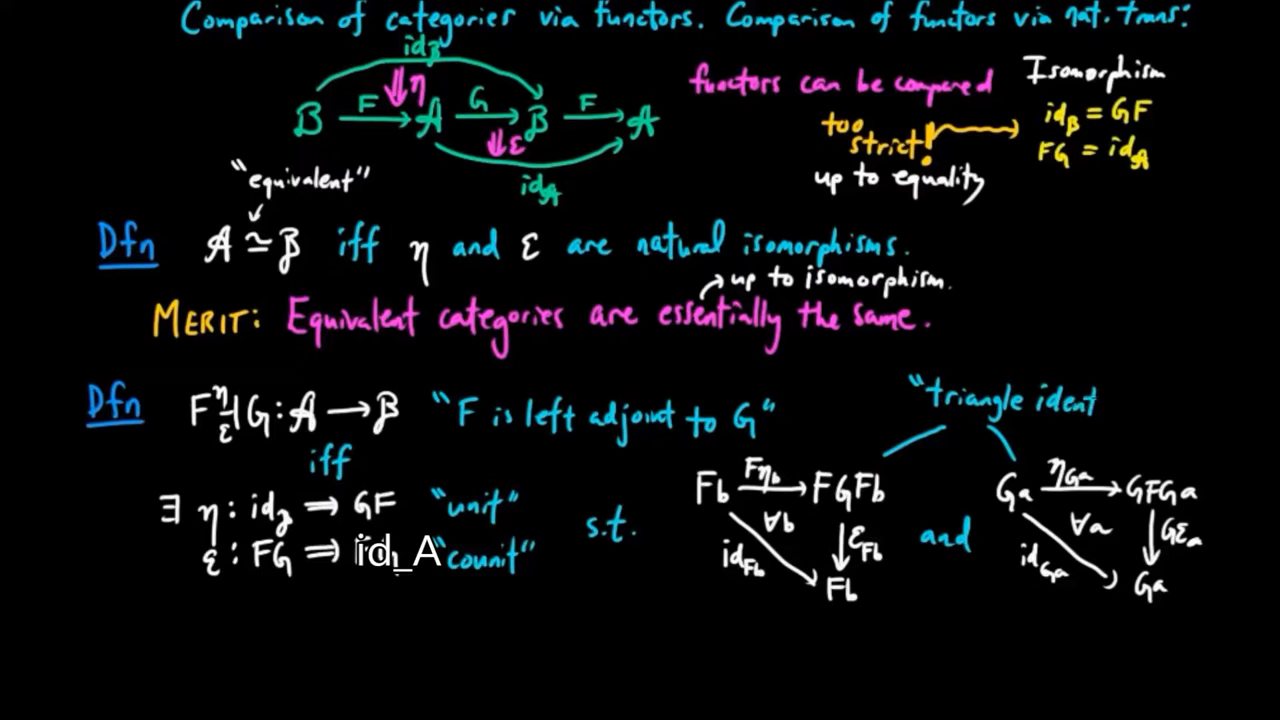 Comparison of categories via functors. Comparison of functors via nat. trans:
id_B
B F→ ⇓η A G→ B F→ A
⇓ε
id_A
functors can be compared
too strict!
up to equality
Isomorphism
id_B = GF
FG = id_A
"equivalent"
Dfn A ≃ B iff η and ε are natural isomorphisms.
up to isomorphism.
MERIT: Equivalent categories are essentially the same.
Dfn F η⊣ε G : A → B "F is left adjoint to G"
iff
∃ η : id_B ⇒ GF "unit"
ε : FG ⇒ id_A "counit"
s.t.
"triangle ident
Fb Fη_b→ FGFb
∀b
id_Fb ↓ε_Fb
Fb
and
Ga η_Ga→ GFGa
∀a
id_Ga ↓Gε_a
Ga